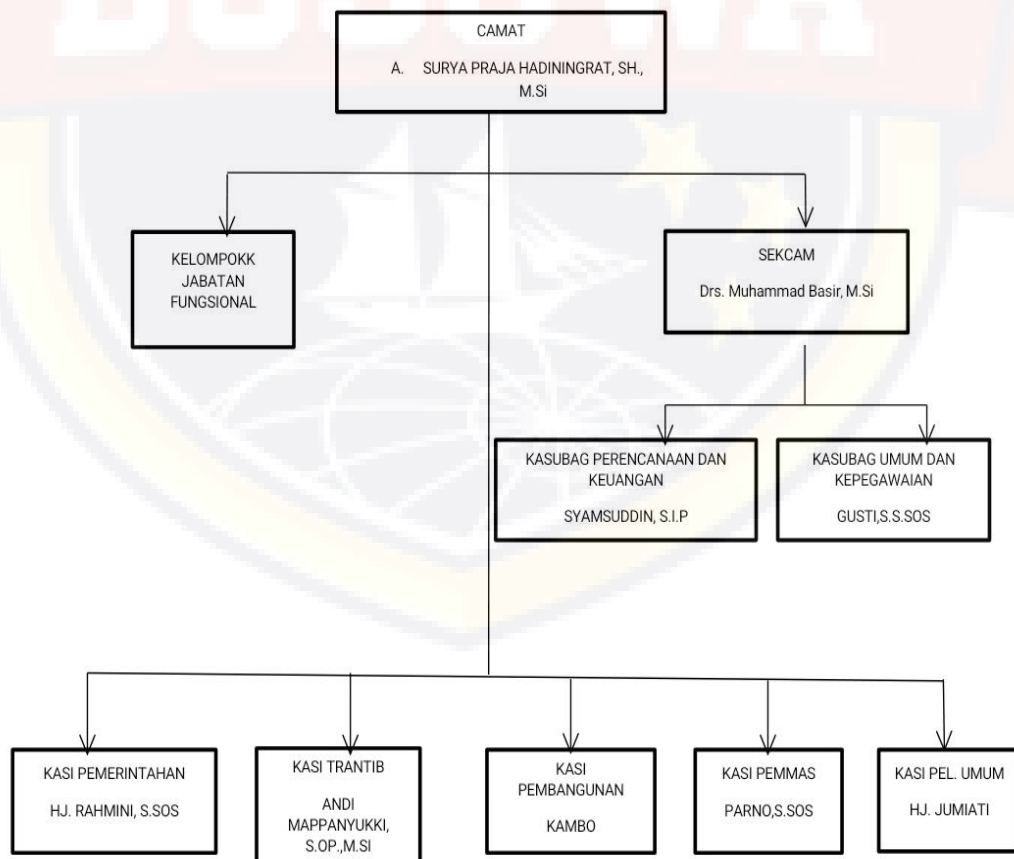 BOSOWA
CAMAT
A. SURYA PRAJA HADININGRAT, SH.,
M.Si
KELOMPOKK
JABATAN
FUNGSIONAL
SEKCAM
Drs. Muhammad Basir, M.Si
KASUBAG PERENCANAAN DAN
KEUANGAN
SYAMSUDDIN, S.I.P
KASUBAG UMUM DAN
KEPEGAWAIAN
GUSTI,S.S.SOS
KASI PEMERINTAHAN
HJ. RAHMINI, S.SOS
KASI TRANTIB
ANDI
MAPPANYUKKI,
S.OP.,M.SI
KASI
PEMBANGUNAN
KAMBO
KASI PEMMAS
PARNO,S.SOS
KASI PEL. UMUM
HJ. JUMIATI